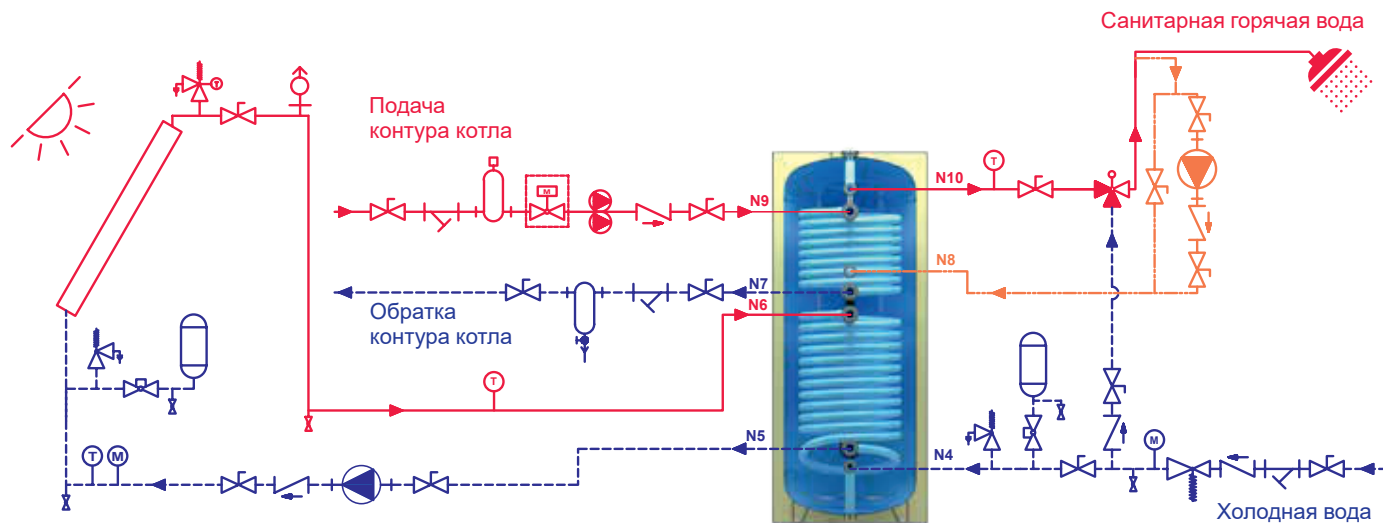 Санитарная горячая вода
T
Подача
контура котла
M
N9
N10
T
N8
N7
N6
Обратка
контура котла
T
N5
N4
T
M
M
Холодная вода